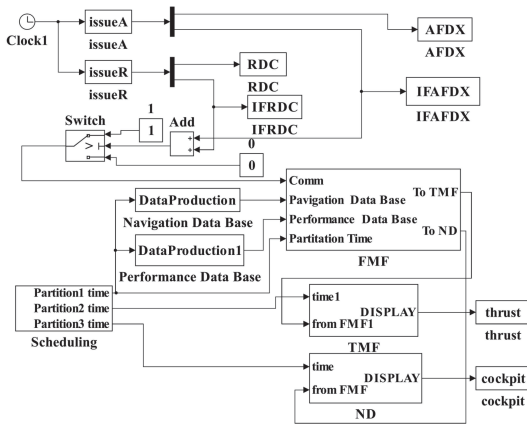 Clock1
issueA
issueA
issueR
issueR
AFDX
AFDX
RDC
RDC
IFRDC
IFRDC
IFAFDX
IFAFDX
Switch
>
1
1
Add
+
+
0
0
DataProduction
Navigation Data Base
DataProduction1
Performance Data Base
Comm
Pavigation Data Base
Performance Data Base
Partitation Time
To TMF
To ND
FMF
Partition1 time
Partition2 time
Partition3 time
Scheduling
time1
from FMF1
DISPLAY
TMF
thrust
thrust
time
from FMF
DISPLAY
ND
cockpit
cockpit